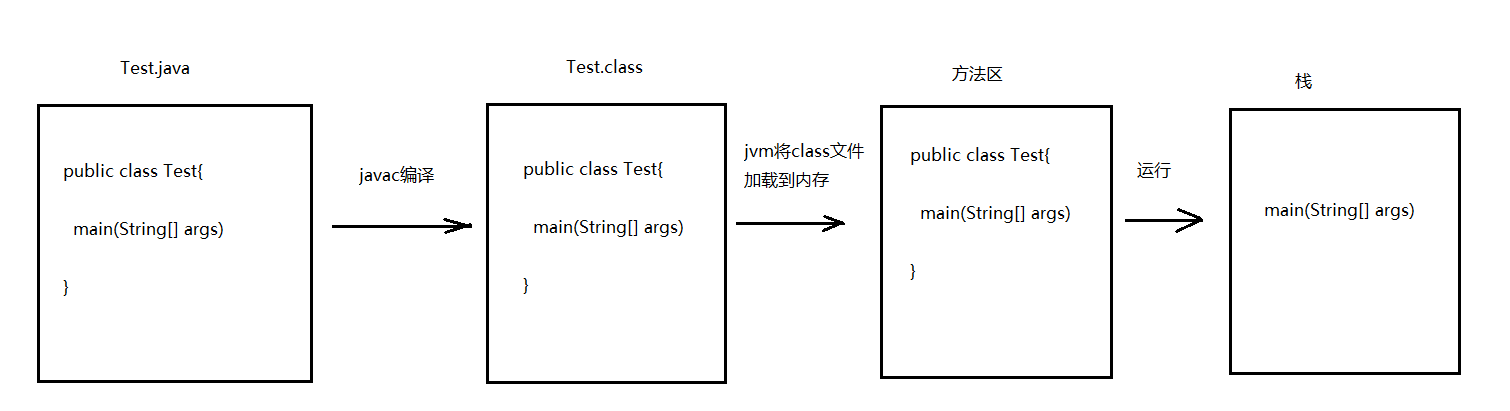 Test.java
public class Test{
main(String[] args)
}
javac编译
Test.class
public class Test{
main(String[] args)
}
jvm将class文件
加载到内存
方法区
public class Test{
main(String[] args)
}
运行
栈
main(String[] args)